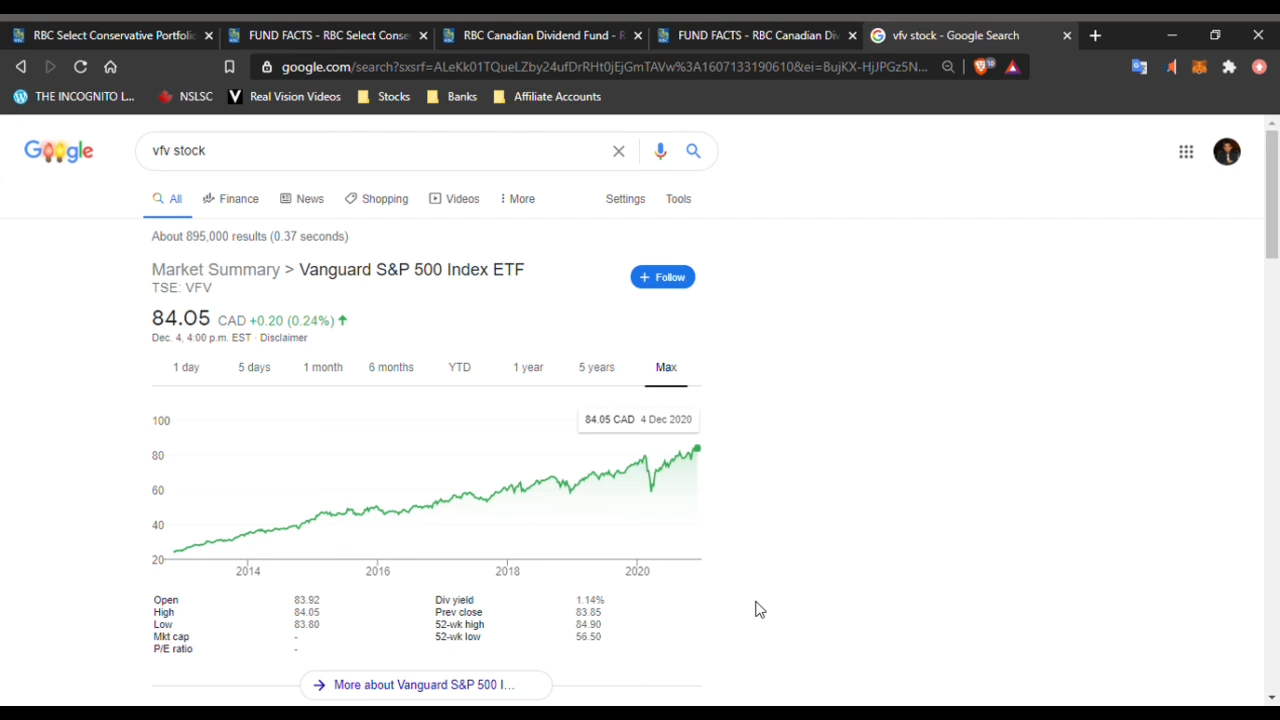 RBC Select Conservative Portfolio
FUND FACTS - RBC Select Conse
RBC Canadian Dividend Fund - R
FUND FACTS - RBC Canadian Div
vfv stock - Google Search
google.com/search?sxsrf=ALeKk01TQueLZby24ufDrRHt0jEjGmTAVw%3A1607133190610&ei=BujKX-HjJPGz5N...
10
THE INCOGNITO L...
NSLSC
Real Vision Videos
Stocks
Banks
Affiliate Accounts
Google
vfv stock
All
Finance
News
Shopping
Videos
More
Settings
Tools
About 895,000 results (0.37 seconds)
Market Summary > Vanguard S&P 500 Index ETF
TSE: VFV
+ Follow
84.05 CAD +0.20 (0.24%)
Dec. 4, 4:00 p.m. EST · Disclaimer
1 day
5 days
1 month
6 months
YTD
1 year
5 years
Max
84.05 CAD 4 Dec 2020
100
80
60
40
20
2014
2016
2018
2020
Open 83.92
High 84.05
Low 83.80
Mkt cap -
P/E ratio -
Div yield 1.14%
Prev close 83.85
52-wk high 84.90
52-wk low 56.50
More about Vanguard S&P 500 I...